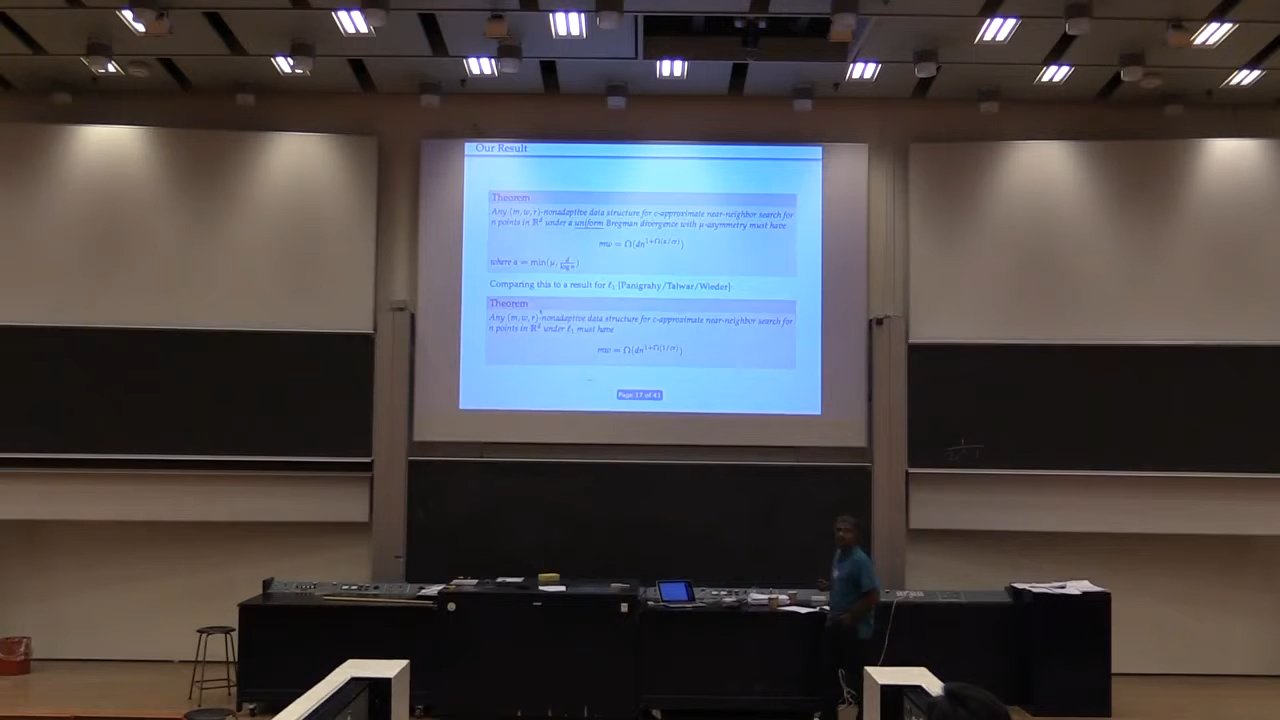 Our Result
Theorem
Any (m, w, r)-nonadaptive data structure for c-approximate near-neighbor search for
n points in ℝ^d under a uniform Bregman divergence with μ-asymmetry must have
mw = Ω(dn^{1+Ω(a/cr)})
where a = min(μ, d/log n)
Comparing this to a result for ℓ₁ [Panigrahy/Talwar/Wieder]:
Theorem
Any (m, w, r)-nonadaptive data structure for c-approximate near-neighbor search for
n points in ℝ^d under ℓ₁ must have
mw = Ω(dn^{1+Ω(1/cr)})
Page 17 of 41